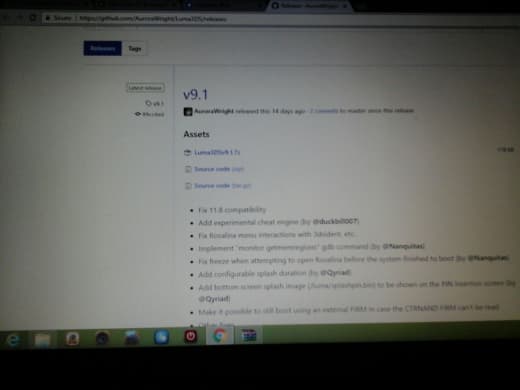 Secure | https://github.com/AuroraWright/Luma3DS/releases
Releases Tags
Latest release
v9.1
v9.1
AuroraWright released this 14 days ago · 2 commits to master since this release
Assets
Luma3DSv9.1.7z
Source code (zip)
Source code (tar.gz)
Fix 11.8 compatibility
Add experimental cheat engine (by @duckbill007)
Fix Rosalina menu interactions with 3dsident, etc.
Implement "monitor getmemregions" gdb command (by @Nanquitas)
Fix freeze when attempting to open Rosalina before the system finished to boot (by @Nanquitas)
Add configurable splash duration (by @Qyriad)
Add bottom screen splash image (/luma/splashpin.bin) to be shown on the PIN insertion screen (by
@Qyriad)
Make it possible to still boot using an external FIRM in case the CTRNAND FIRM can't be read
Other fixes